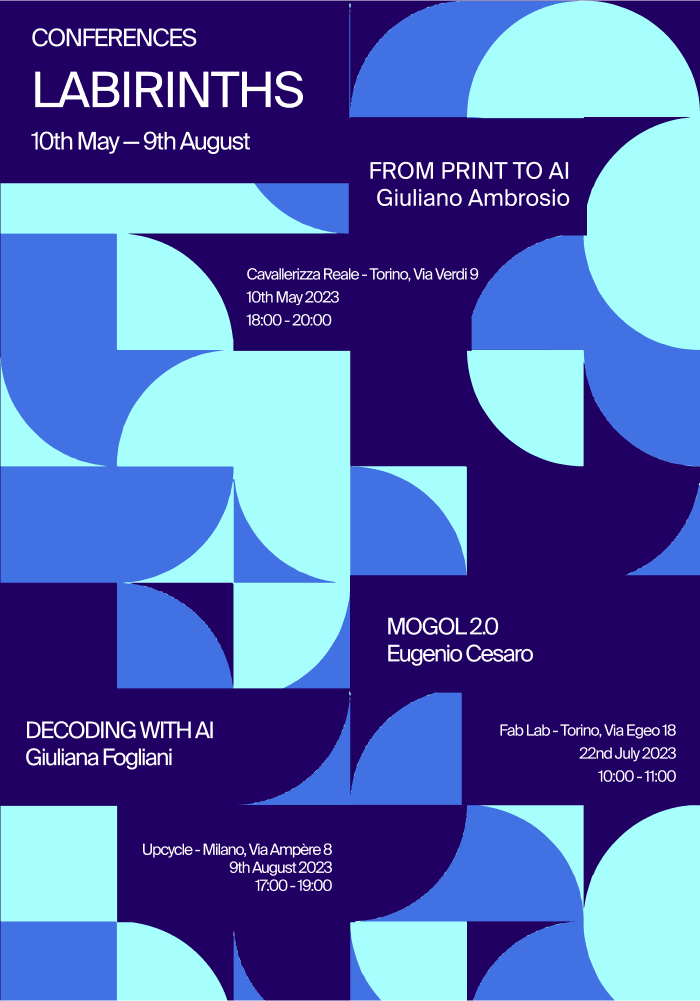 CONFERENCES
LABIRINTHS
10th May — 9th August
FROM PRINT TO AI
Giuliano Ambrosio
Cavallerizza Reale - Torino, Via Verdi 9
10th May 2023
18:00 - 20:00
MOGOL 2.0
Eugenio Cesaro
Fab Lab - Torino, Via Egeo 18
22nd July 2023
10:00 - 11:00
DECODING WITH AI
Giuliana Fogliani
Upcycle - Milano, Via Ampère 8
9th August 2023
17:00 - 19:00